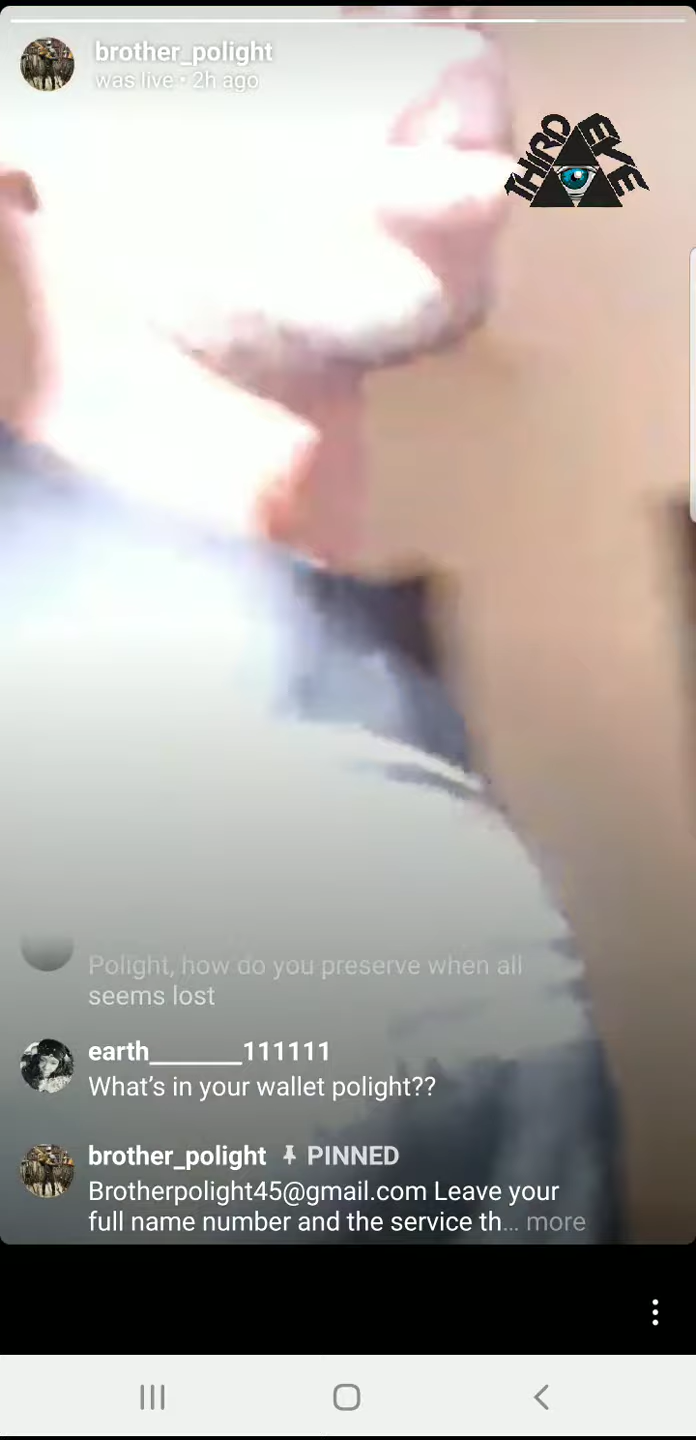 brother_polight
was live • 2h ago
THIRD EYE
Polight, how do you preserve when all
seems lost
earth_______111111
What's in your wallet polight??
brother_polight PINNED
Brotherpolight45@gmail.com Leave your
full name number and the service th... more